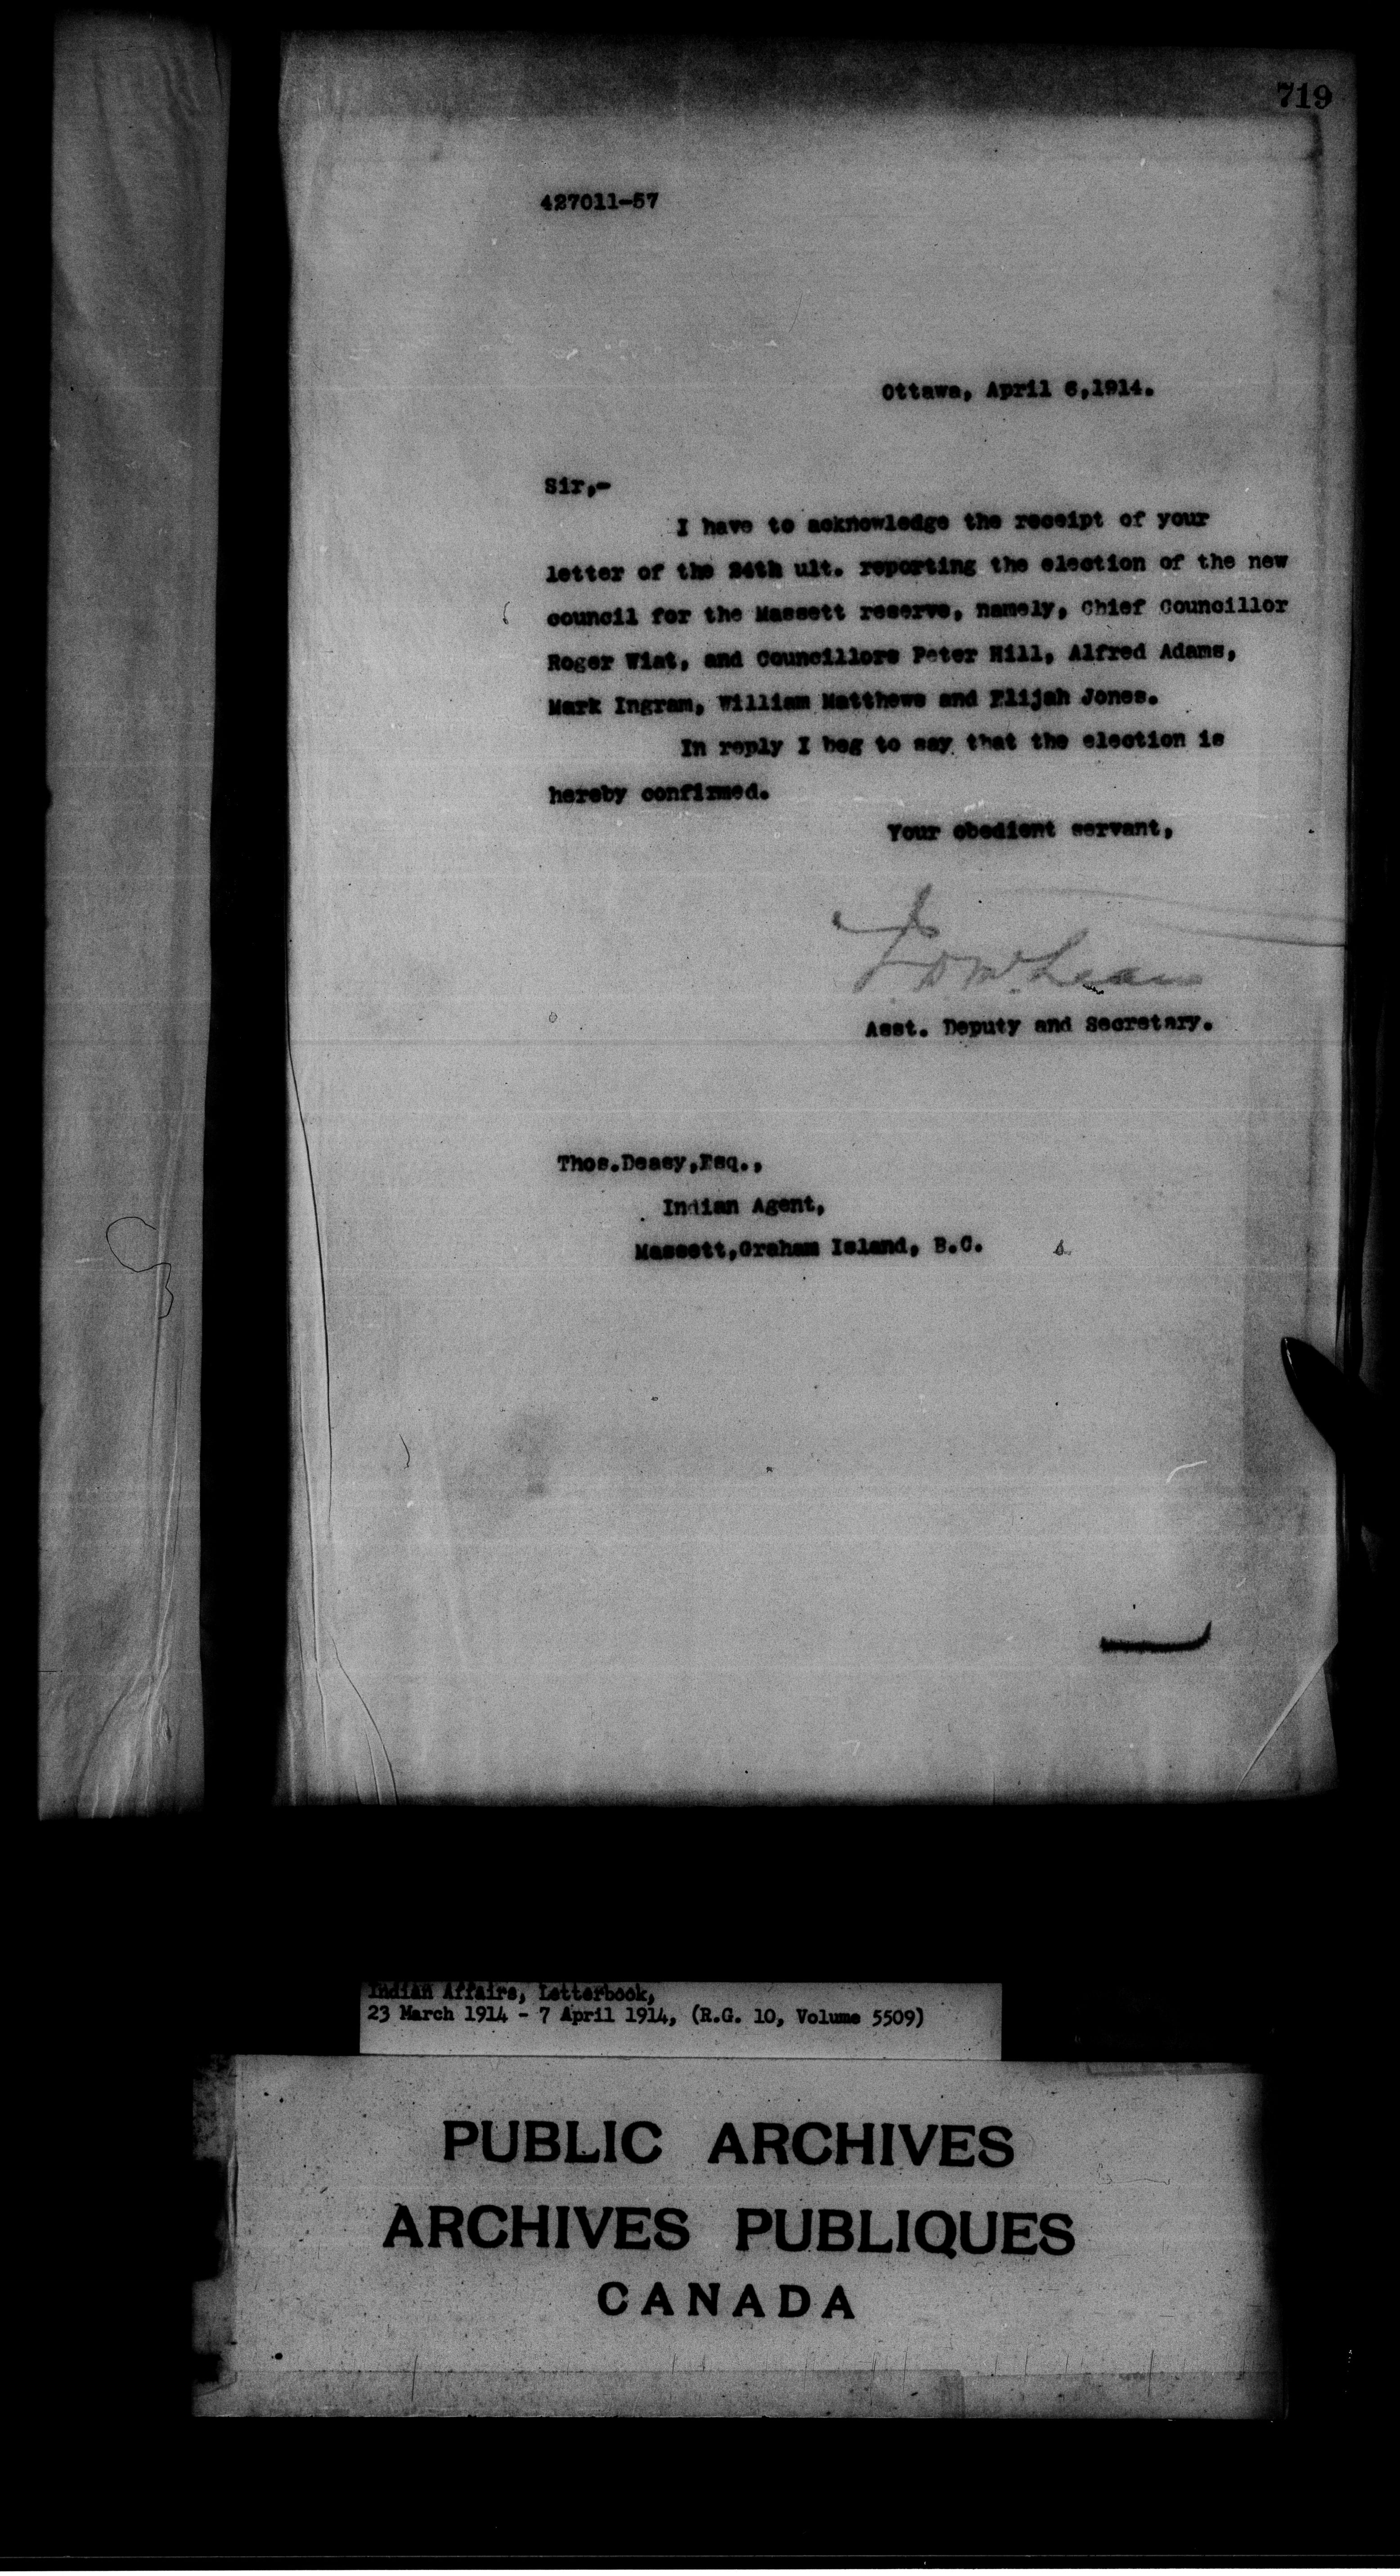 719
427011-57
Ottawa, April 6,1914.
Sir,-
I have to acknowledge the receipt of your
letter of the 24th ult. reporting the election of the new
council for the Massett reserve, namely, Chief Councillor
Roger Wiat, and Councillors Peter Hill, Alfred Adams,
Mark Ingram, William Matthews and Elijah Jones.
In reply I beg to say that the election is
hereby confirmed.
Your obedient servant,
J. D. McLean
Asst. Deputy and Secretary.
Thos.Deasy,Esq.,
Indian Agent,
Massett,Graham Island, B.C.
Indian Affairs, Letterbook,
23 March 1914 - 7 April 1914, (R.G. 10, Volume 5509)
PUBLIC ARCHIVES
ARCHIVES PUBLIQUES
CANADA